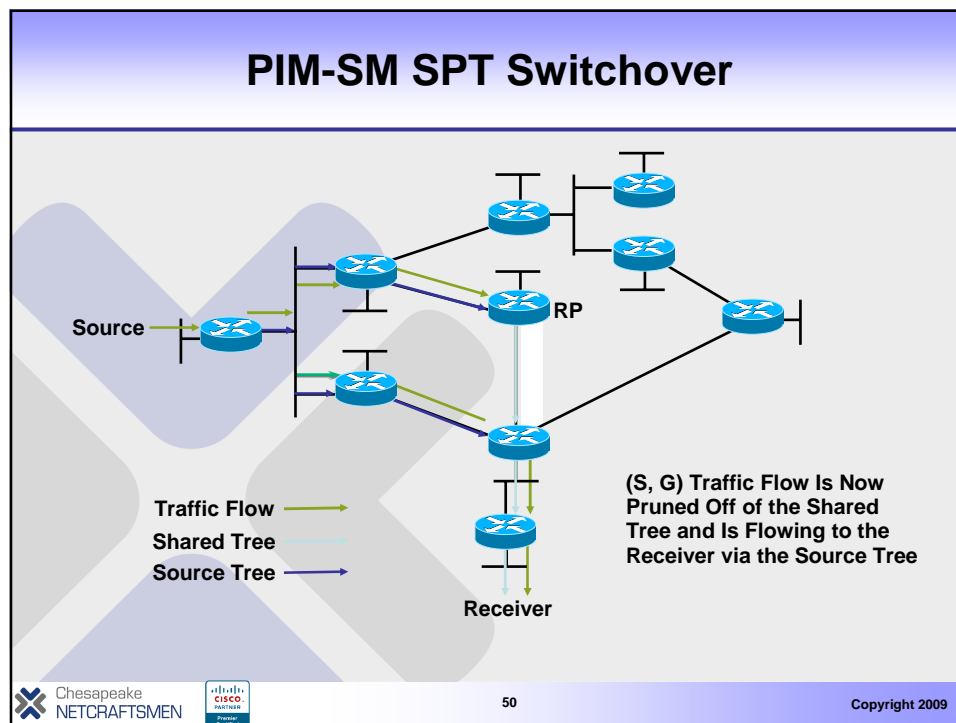 PIM-SM SPT Switchover
Source
RP
Traffic Flow
Shared Tree
Source Tree
(S, G) Traffic Flow Is Now
Pruned Off of the Shared
Tree and Is Flowing to the
Receiver via the Source Tree
Receiver
Chesapeake
NETCRAFTSMEN
CISCO.
PARTNER
Premier
50
Copyright 2009